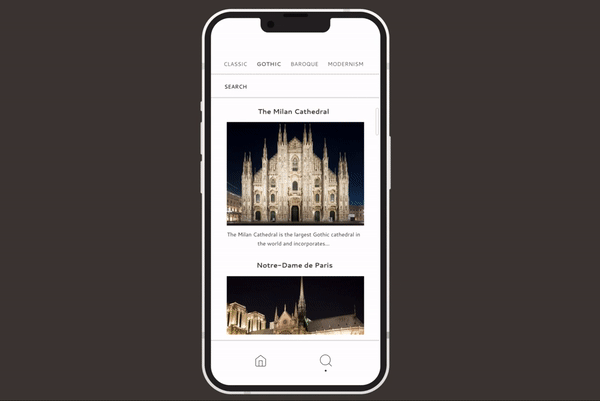 CLASSIC GOTHIC BAROQUE MODERNISM
SEARCH
The Milan Cathedral
The Milan Cathedral is the largest Gothic cathedral in
the world and incorporates...
Notre-Dame de Paris